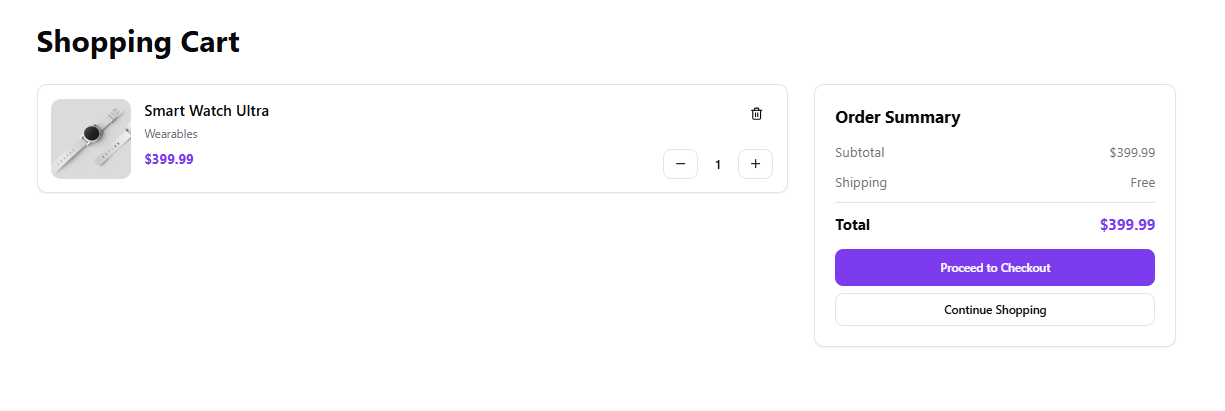 Shopping Cart
Smart Watch Ultra
Wearables
$399.99
1
Order Summary
Subtotal $399.99
Shipping Free
Total $399.99
Proceed to Checkout
Continue Shopping